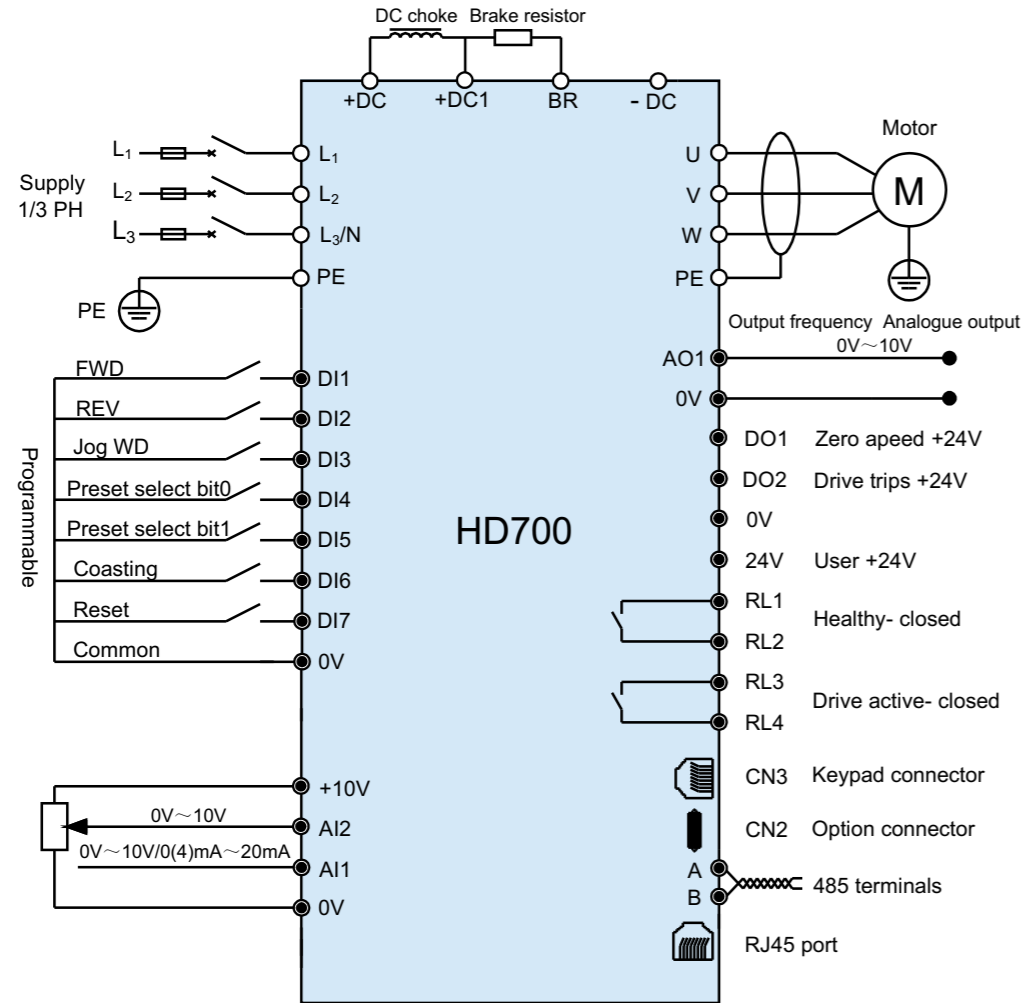 DC choke Brake resistor
+DC +DC1 BR - DC
Motor
L₁ L₁ U
Supply
1/3 PH
L₂ L₂ V M
L₃ L₃/N W
PE PE
PE
Output frequency Analogue output
0V～10V
AO1
0V
FWD DI1
REV DI2
Jog WD DI3
Preset select bit0 DI4
Preset select bit1 DI5
Coasting DI6
Reset DI7
Common 0V
Programmable
HD700
DO1 Zero apeed +24V
DO2 Drive trips +24V
0V
24V User +24V
RL1
Healthy- closed
RL2
RL3
Drive active- closed
RL4
+10V
0V～10V AI2
0V～10V/0(4)mA～20mA AI1
0V
CN3 Keypad connector
CN2 Option connector
A
485 terminals
B
RJ45 port